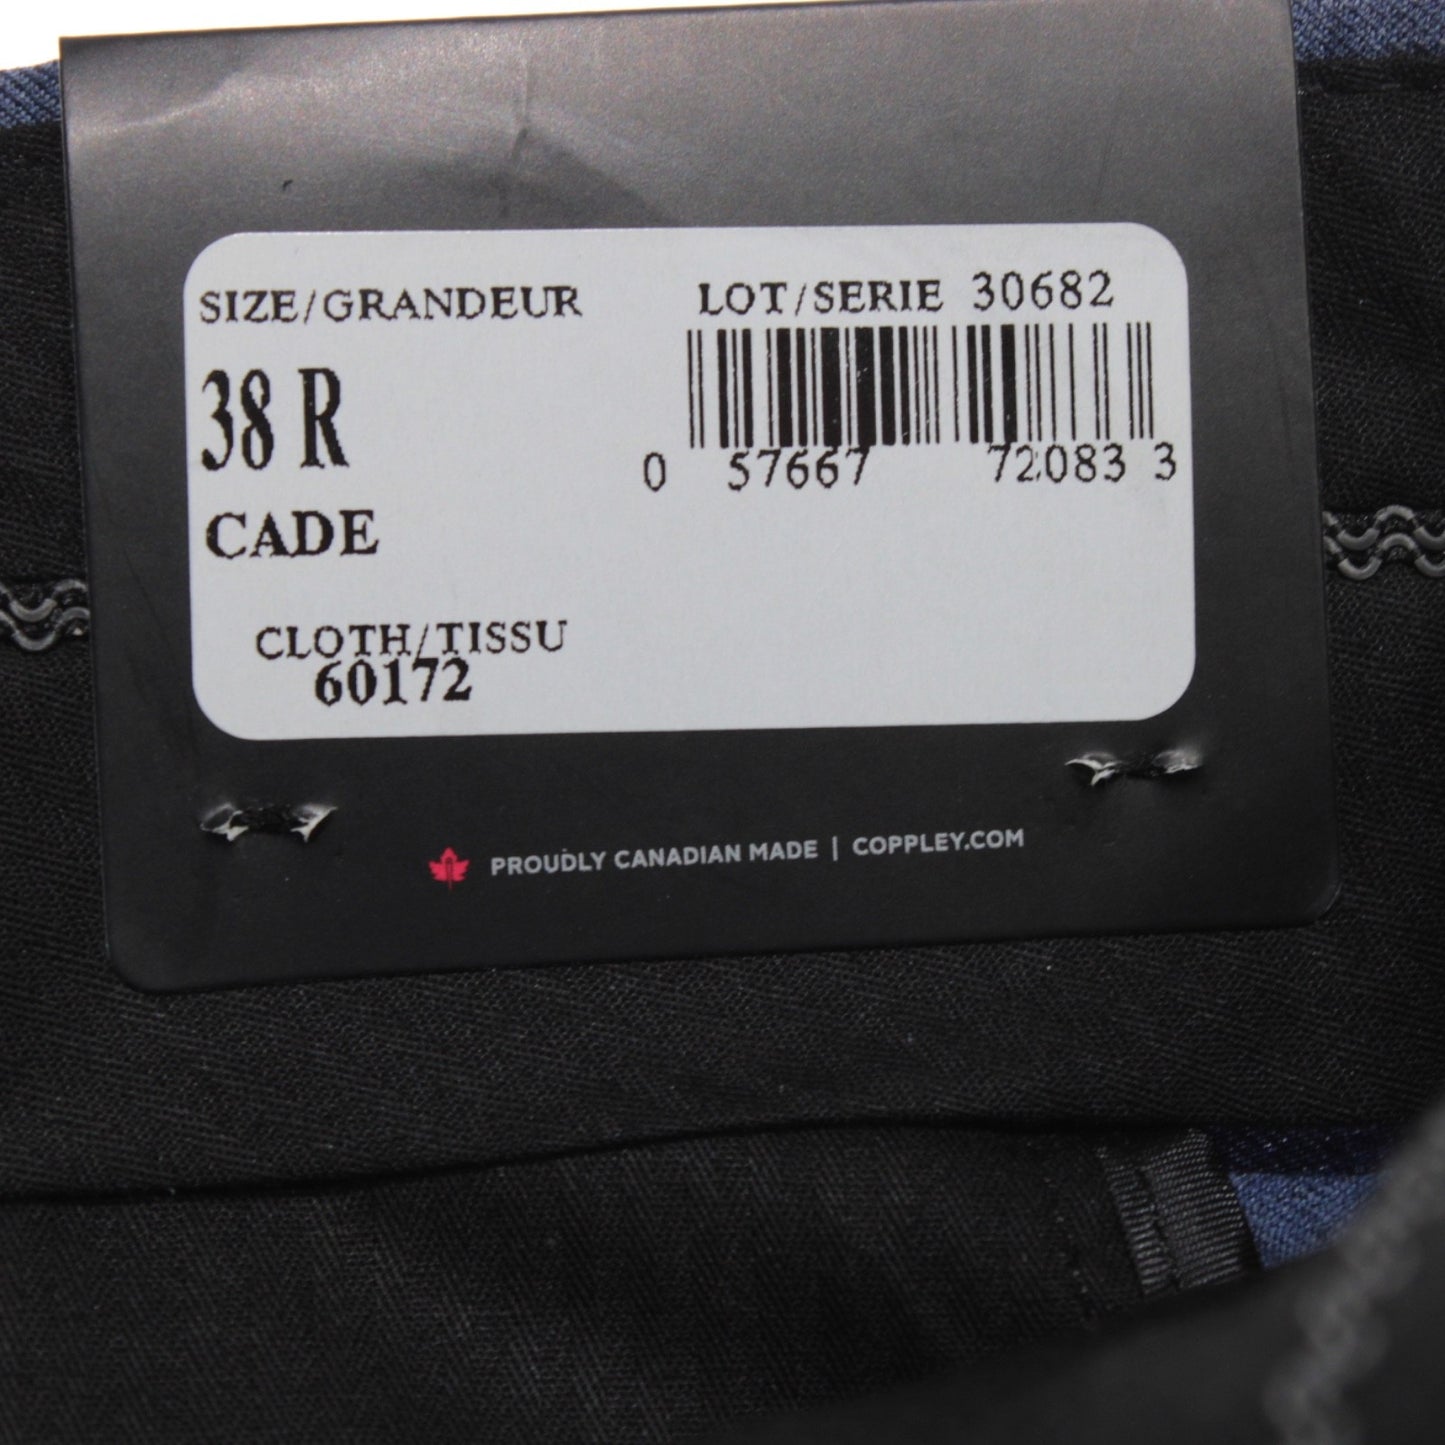 SIZE/GRANDEUR
38 R
CADE
CLOTH/TISSU
60172
LOT/SERIE 30682
0 57667 72083 3
PROUDLY CANADIAN MADE | COPPLEY.COM